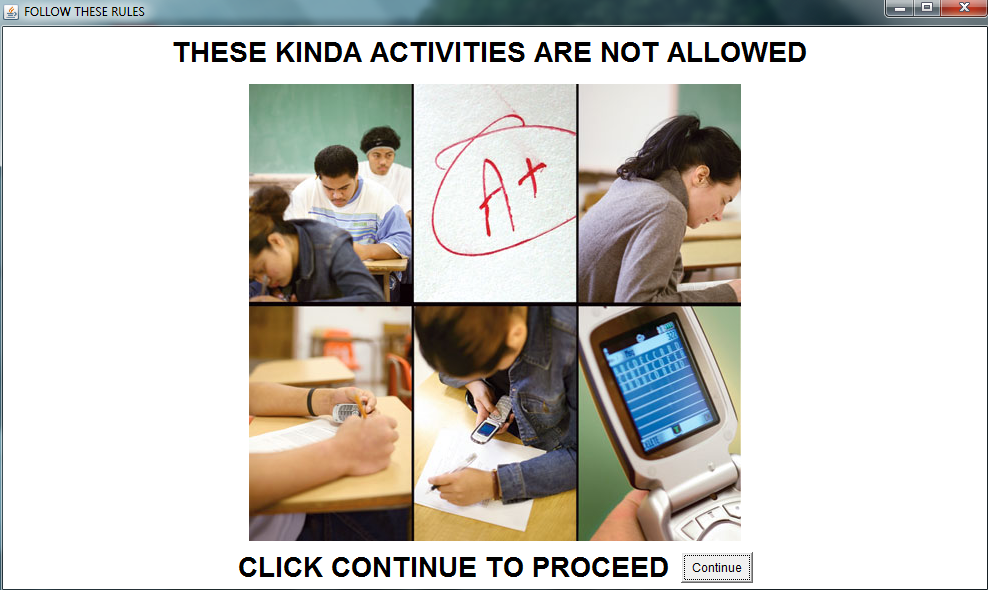 FOLLOW THESE RULES
THESE KINDA ACTIVITIES ARE NOT ALLOWED
A+
CLICK CONTINUE TO PROCEED
Continue